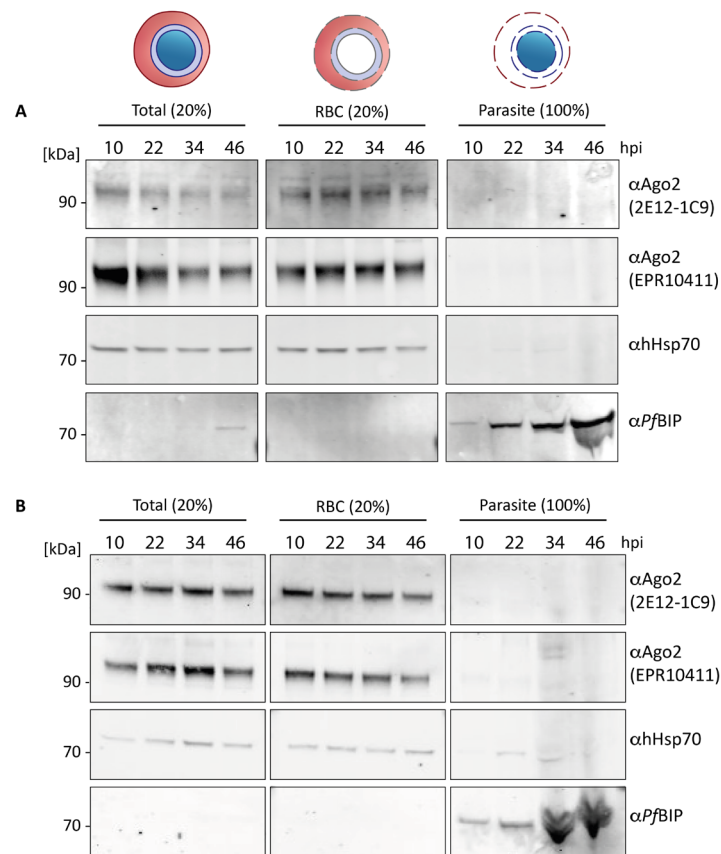 A
Total (20%) RBC (20%) Parasite (100%)
[kDa] 10 22 34 46 10 22 34 46 10 22 34 46 hpi
90 αAgo2
(2E12-1C9)
90 αAgo2
(EPR10411)
70 αhHsp70
70 αPfBIP
B
Total (20%) RBC (20%) Parasite (100%)
[kDa] 10 22 34 46 10 22 34 46 10 22 34 46 hpi
90 αAgo2
(2E12-1C9)
90 αAgo2
(EPR10411)
70 αhHsp70
70 αPfBIP